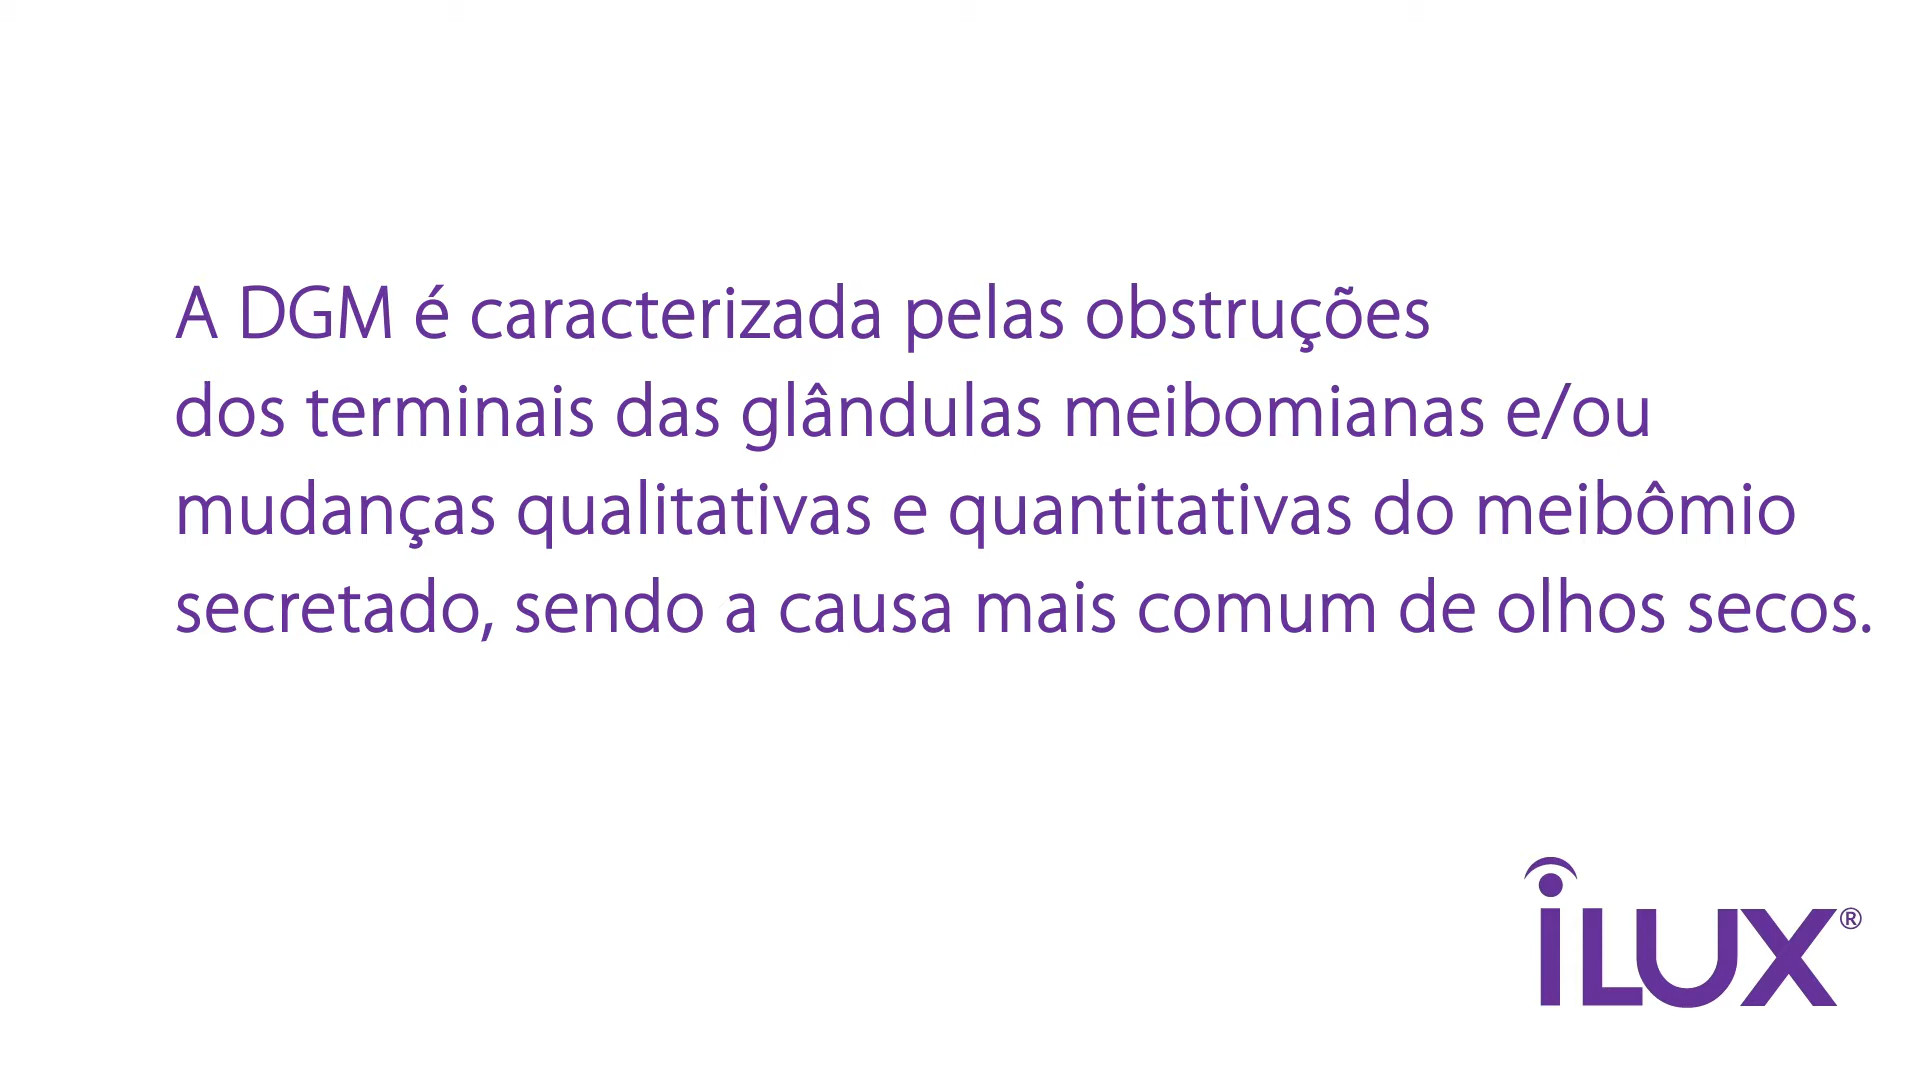 A DGM é caracterizada pelas obstruções
dos terminais das glândulas meibomianas e/ou
mudanças qualitativas e quantitativas do meibômio
secretado, sendo a causa mais comum de olhos secos.
iLUX®